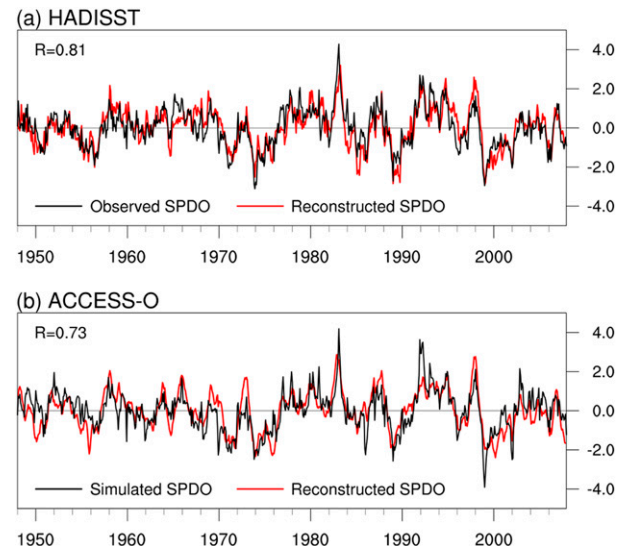 (a) HADISST
R=0.81
4.0
2.0
0.0
-2.0
-4.0
Observed SPDO Reconstructed SPDO
1950 1960 1970 1980 1990 2000
(b) ACCESS-O
R=0.73
4.0
2.0
0.0
-2.0
-4.0
Simulated SPDO Reconstructed SPDO
1950 1960 1970 1980 1990 2000